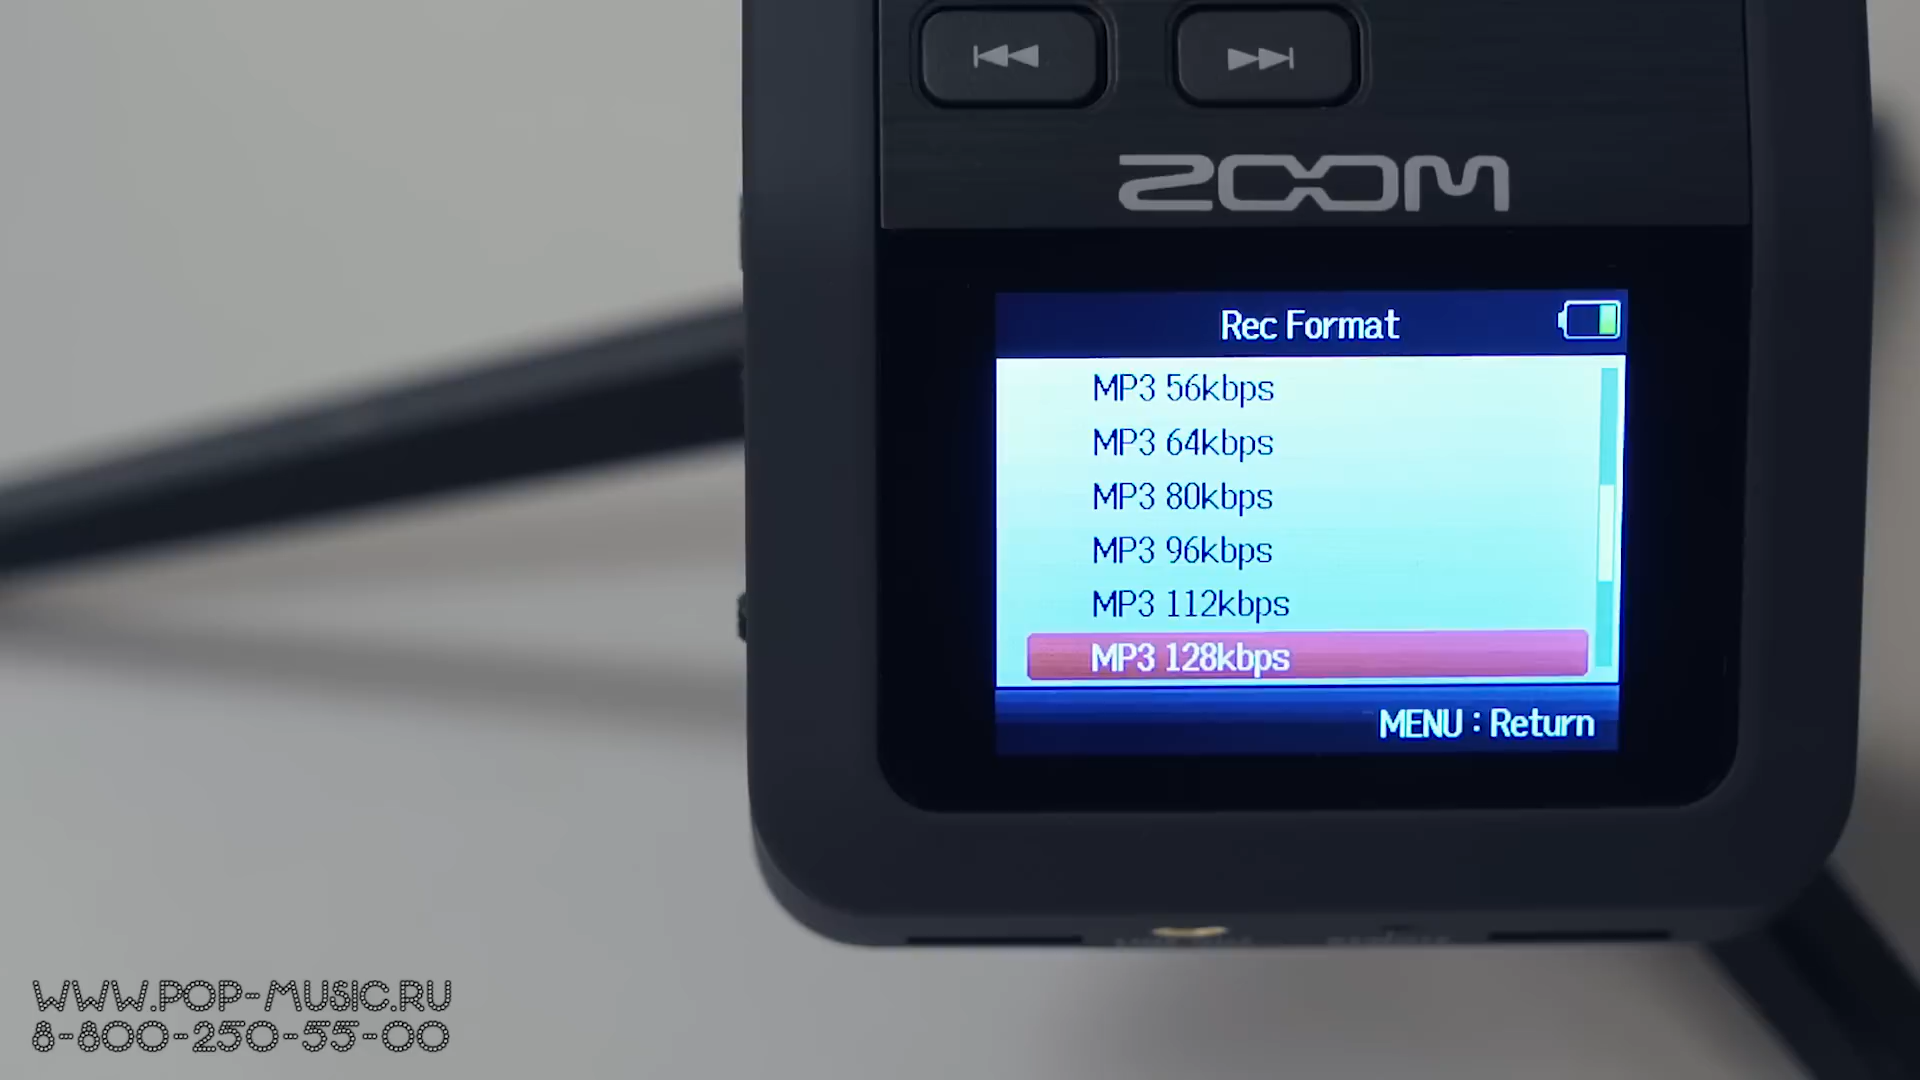 ZOOM
Rec Format
MP3 56kbps
MP3 64kbps
MP3 80kbps
MP3 96kbps
MP3 112kbps
MP3 128kbps
MENU : Return
WWW.POP-MUSIC.RU
8-800-250-55-00